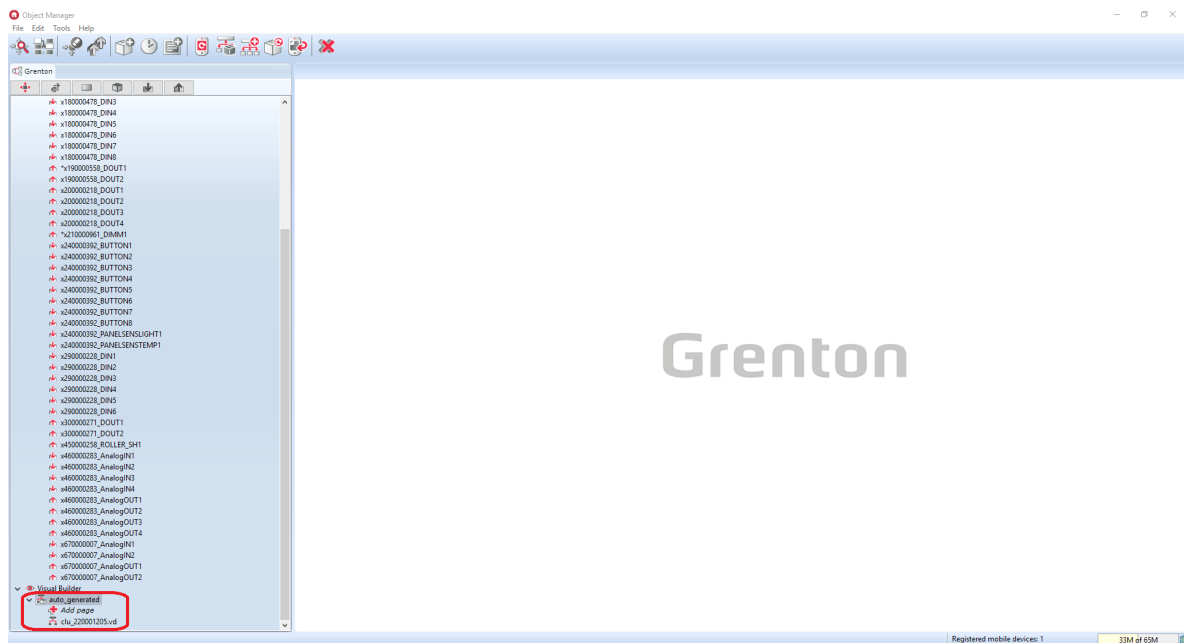 Object Manager
File Edit Tools Help
Grenton
x180000478_DIN3
x180000478_DIN4
x180000478_DIN5
x180000478_DIN6
x180000478_DIN7
x180000478_DIN8
*x190000558_DOUT1
x190000558_DOUT2
x200000218_DOUT1
x200000218_DOUT2
x200000218_DOUT3
x200000218_DOUT4
*x210000961_DIMM1
x240000392_BUTTON1
x240000392_BUTTON2
x240000392_BUTTON3
x240000392_BUTTON4
x240000392_BUTTON5
x240000392_BUTTON6
x240000392_BUTTON7
x240000392_BUTTON8
x240000392_PANELSENSLIGHT1
x240000392_PANELSENSTEMP1
x290000228_DIN1
x290000228_DIN2
x290000228_DIN3
x290000228_DIN4
x290000228_DIN5
x290000228_DIN6
x300000271_DOUT1
x300000271_DOUT2
x450000258_ROLLER_SH1
x460000283_AnalogIN1
x460000283_AnalogIN2
x460000283_AnalogIN3
x460000283_AnalogIN4
x460000283_AnalogOUT1
x460000283_AnalogOUT2
x460000283_AnalogOUT3
x460000283_AnalogOUT4
x670000007_AnalogIN1
x670000007_AnalogIN2
x670000007_AnalogOUT1
x670000007_AnalogOUT2
Visual Builder
auto_generated
Add page
clu_220001205.vd
Grenton
Registered mobile devices: 1
33M of 65M